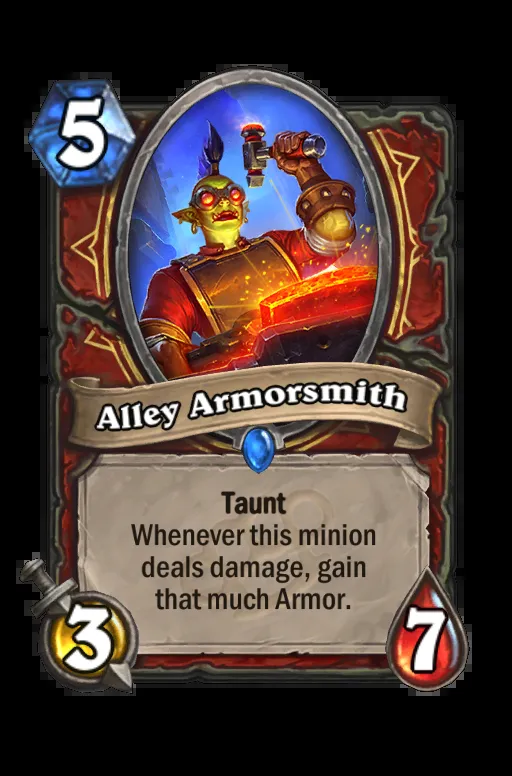 5
Alley Armorsmith
Taunt
Whenever this minion
deals damage, gain
that much Armor.
3
7